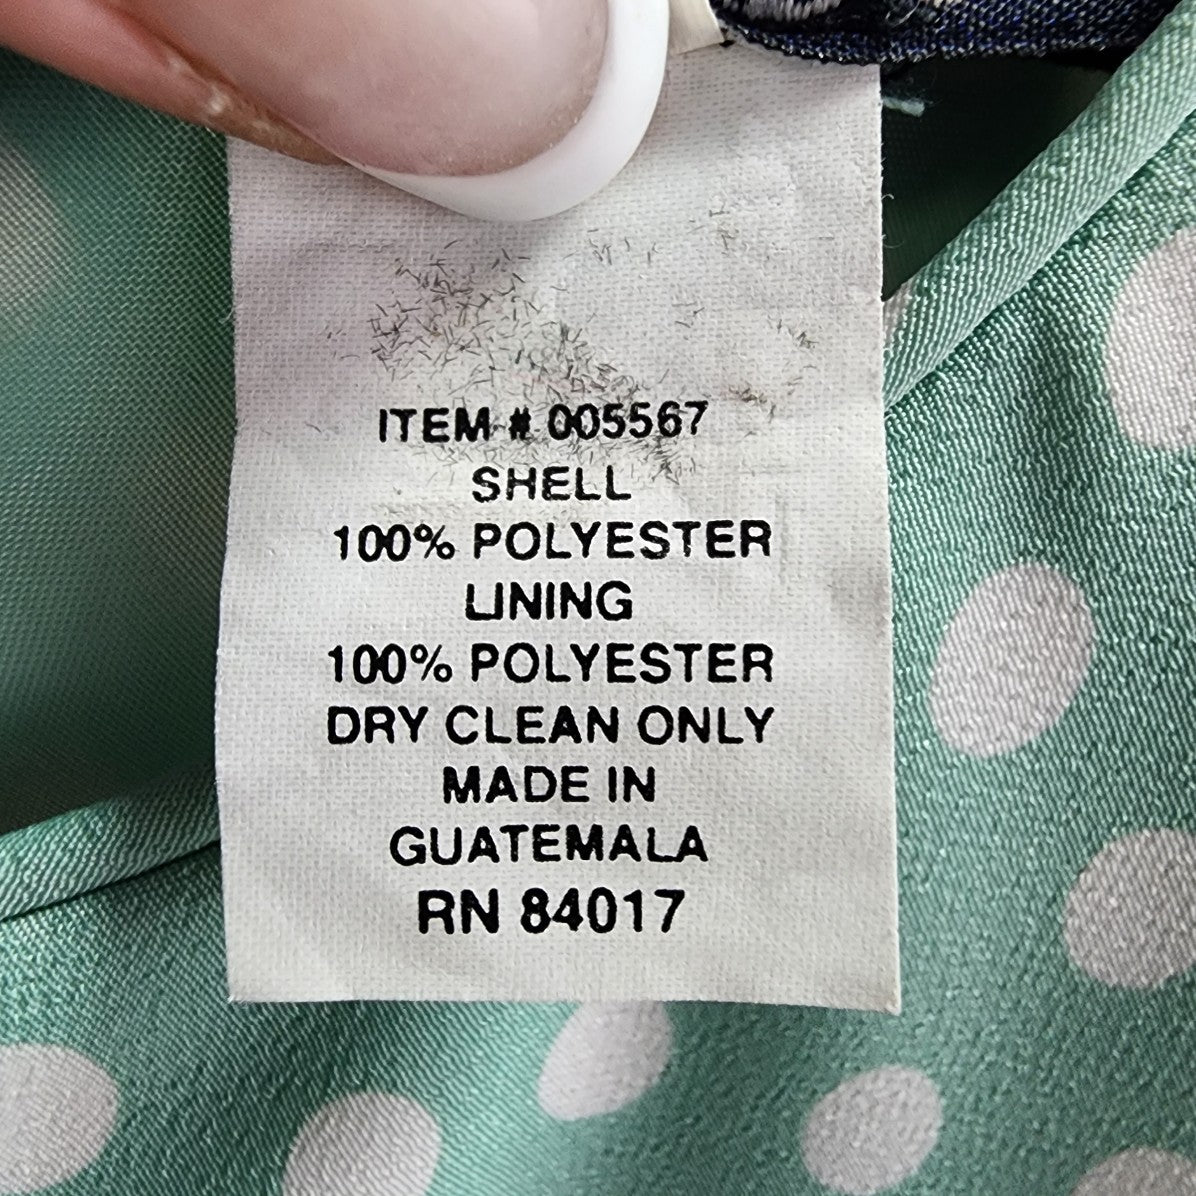 ITEM # 005567
SHELL
100% POLYESTER
LINING
100% POLYESTER
DRY CLEAN ONLY
MADE IN
GUATEMALA
RN 84017